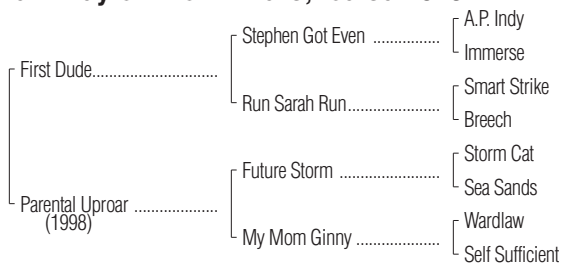 A.P. Indy
Stephen Got Even ................
Immerse
First Dude..............................
Smart Strike
Run Sarah Run......................
Breech
Storm Cat
Future Storm ........................
Sea Sands
Parental Uproar ....................
(1998)
Wardlaw
My Mom Ginny ....................
Self Sufficient